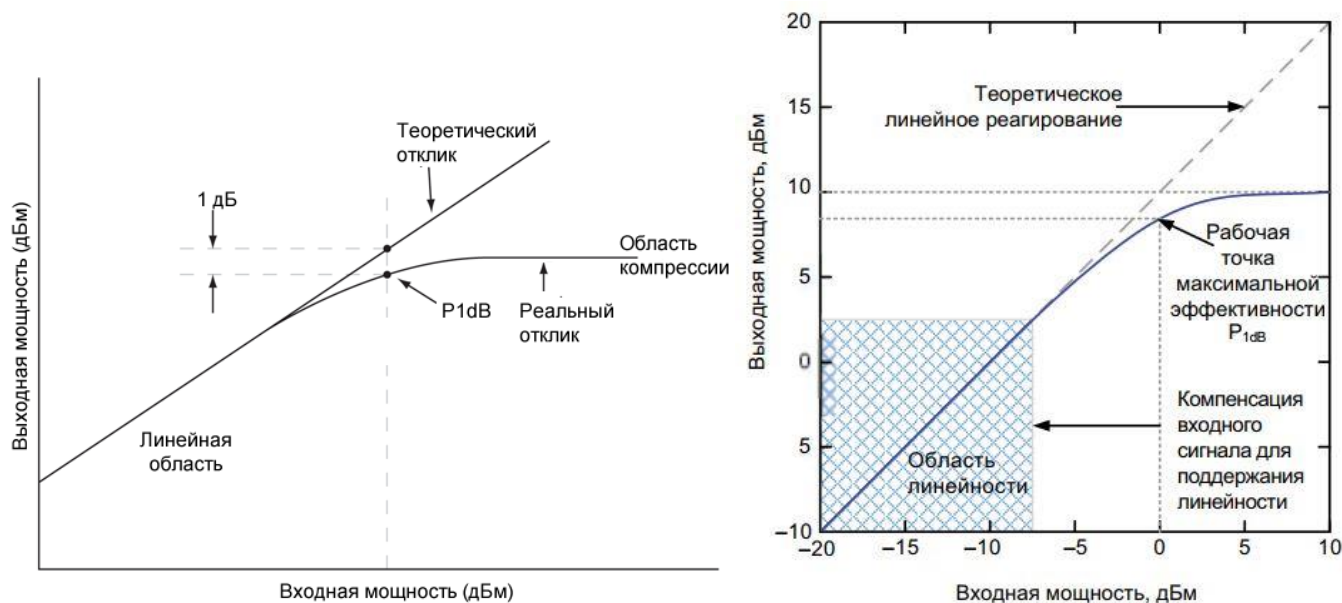 Выходная мощность (дБм)
1 дБ
Теоретический
отклик
Область
компрессии
P1dB
Реальный
отклик
Линейная
область
Входная мощность (дБм)
Выходная мощность, дБм
20
15
10
5
0
5
–10
Теоретическое
линейное реагирование
Рабочая
точка
максимальной
эффективности
P1dB
Компенсация
входного
сигнала для
поддержания
линейности
Область
линейности
–20
–15
–10
–5
0
5
10
Входная мощность, дБм